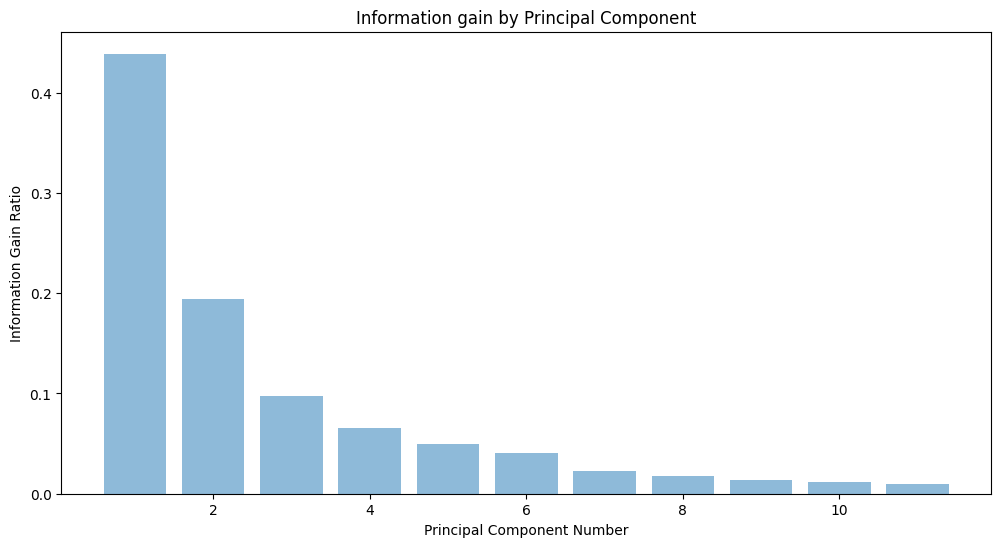 Information gain by Principal Component
Information Gain Ratio
0.4
0.3
0.2
0.1
0.0
2 4 6 8 10
Principal Component Number